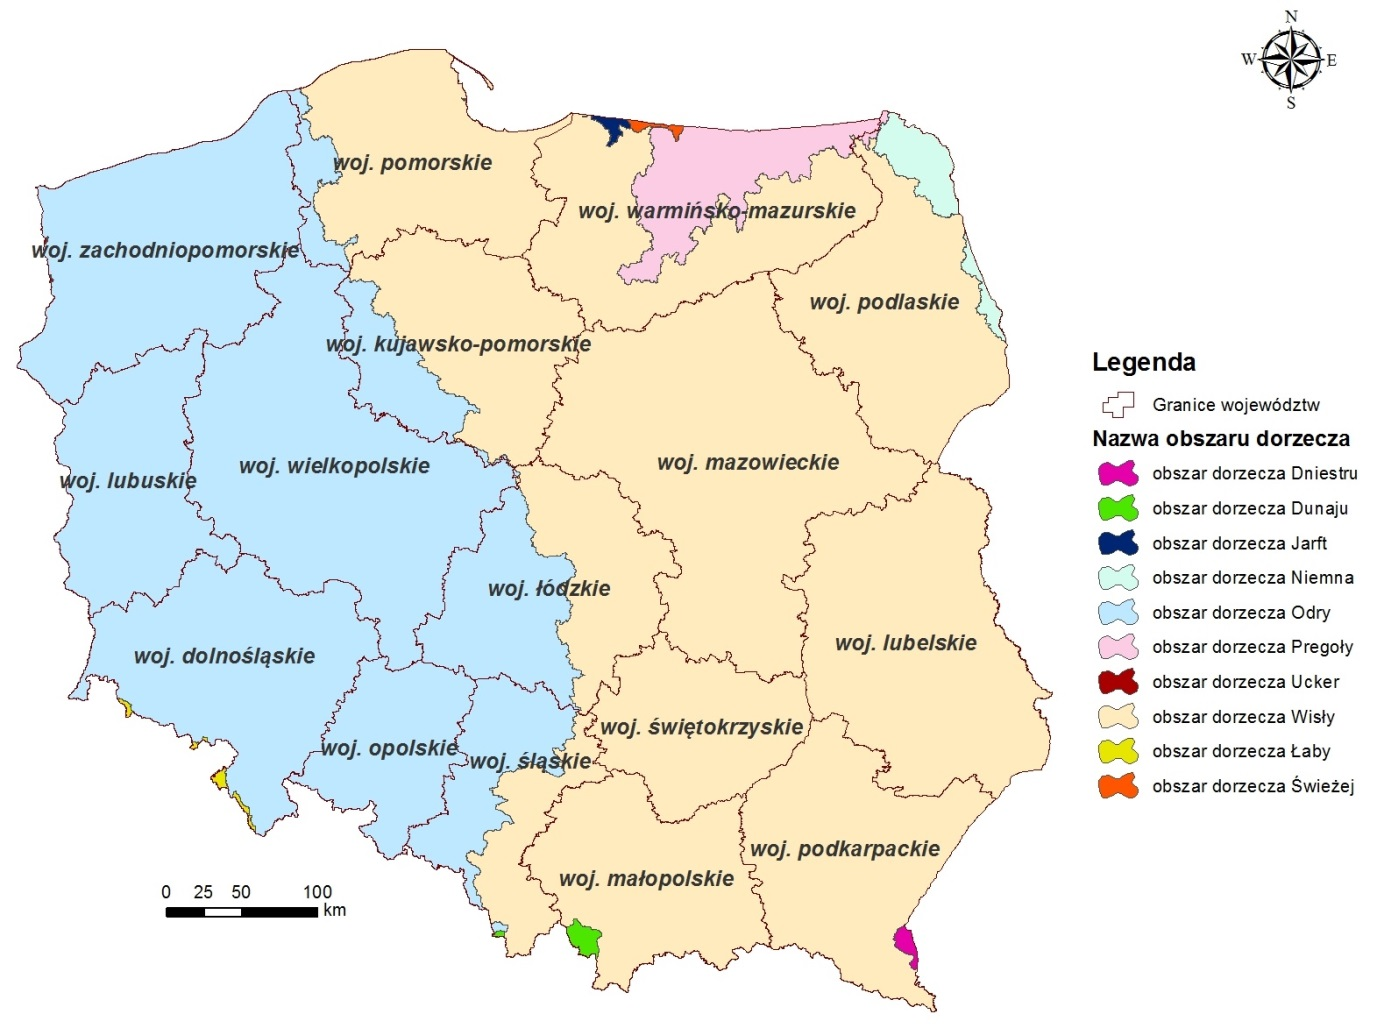 N
W E
S
woj. pomorskie
woj. warmińsko-mazurskie
woj. zachodniopomorskie
woj. podlaskie
woj. kujawsko-pomorskie
woj. mazowieckie
woj. wielkopolskie
woj. lubuskie
woj. łódzkie
woj. lubelskie
woj. dolnośląskie
woj. świętokrzyskie
woj. opolskie
woj. śląskie
woj. podkarpackie
woj. małopolskie
0 25 50 100
km
Legenda
Granice województw
Nazwa obszaru dorzecza
obszar dorzecza Dniestru
obszar dorzecza Dunaju
obszar dorzecza Jarft
obszar dorzecza Niemna
obszar dorzecza Odry
obszar dorzecza Pregoły
obszar dorzecza Ucker
obszar dorzecza Wisły
obszar dorzecza Łaby
obszar dorzecza Świeżej